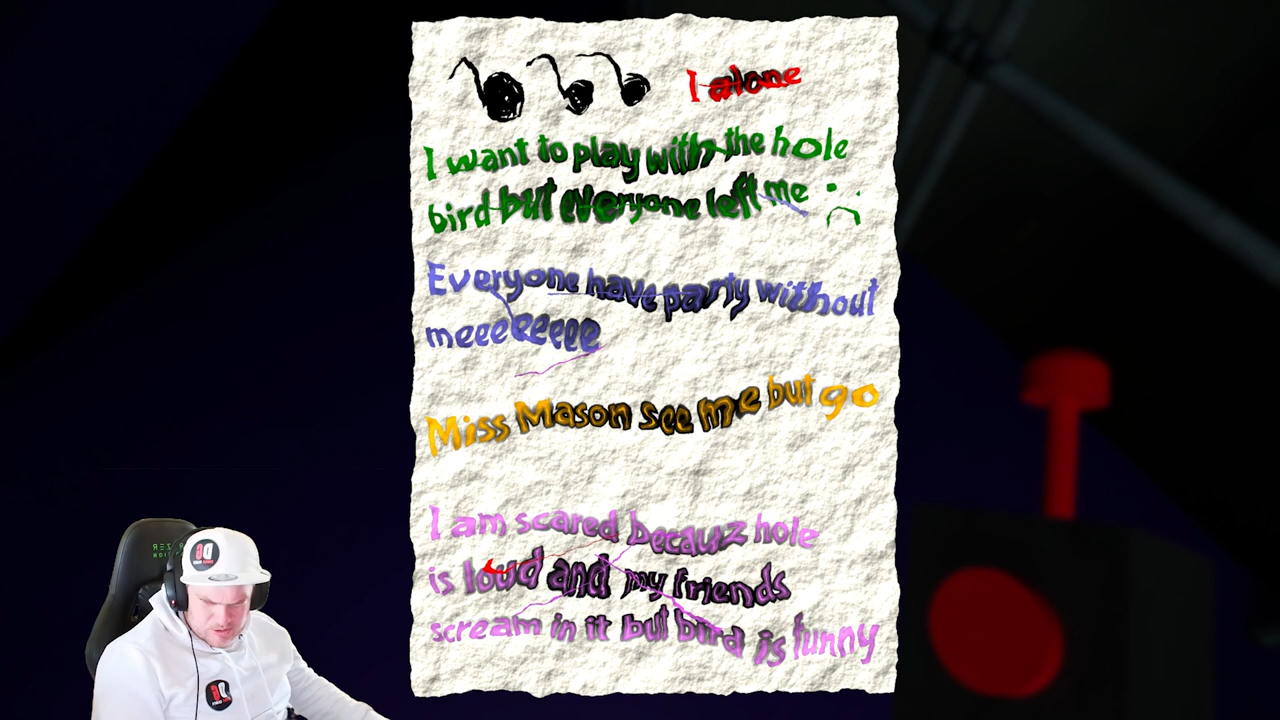 I alone
I want to play with the hole
bird but everyone left me
Everyone have party without
meeeeeeeee
Miss Mason see me but go
I am scared becauz hole
is loud and my friends
scream in it but bird is funny